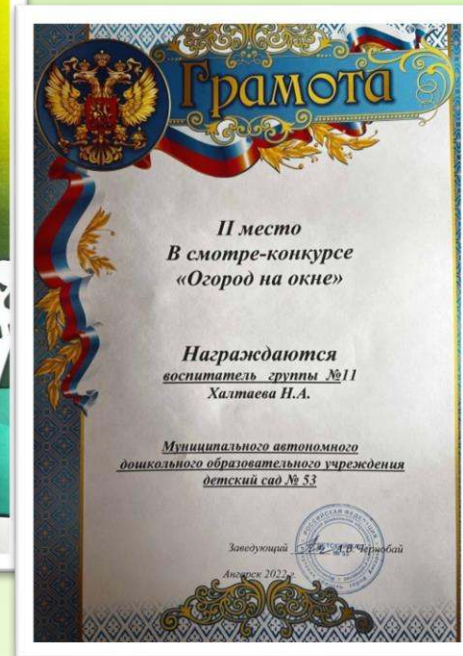 Грамота
II место
В смотре-конкурсе
«Огород на окне»
Награждаются
воспитатель группы №11
Халтаева Н.А.
Муниципального автономного
дошкольного образовательного учреждения
детский сад № 53
Заведующий А.В. Чернобай
Ангарск 2022 г.